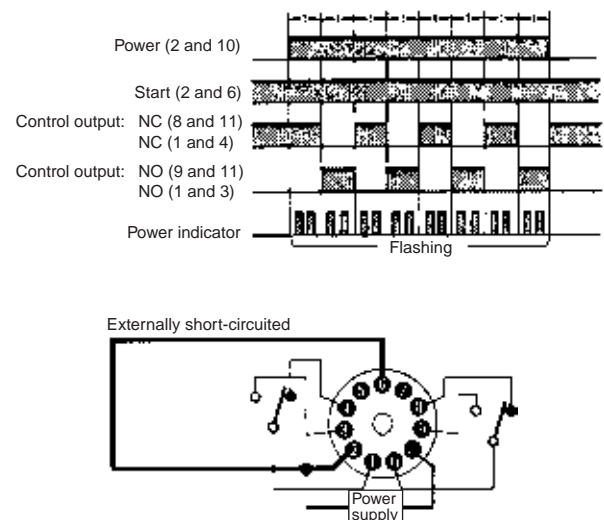 Power (2 and 10)
Start (2 and 6)
Control output: NC (8 and 11)
NC (1 and 4)
Control output: NO (9 and 11)
NO (1 and 3)
Power indicator
Flashing
Externally short-circuited
Power
supply